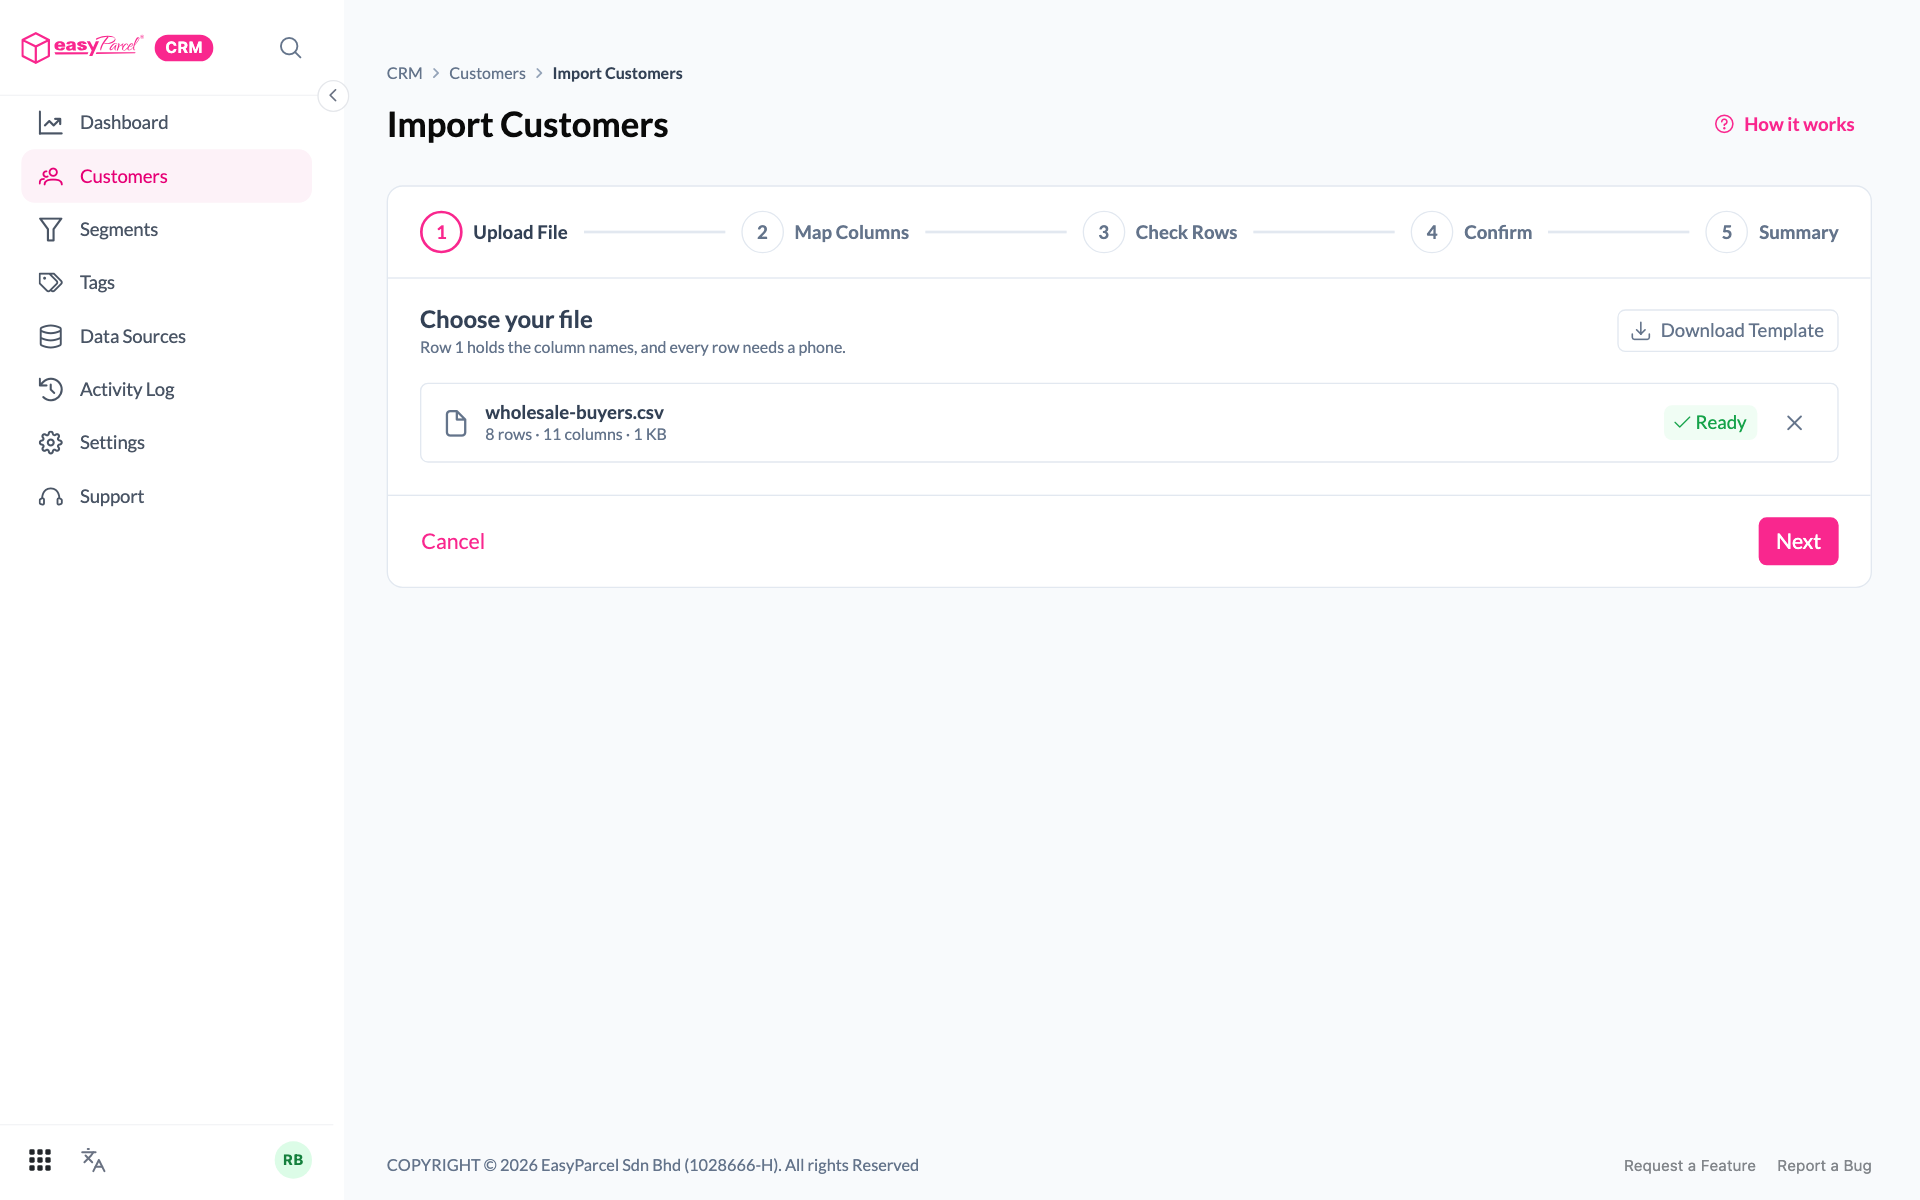 easyParcel CRM
Dashboard
Customers
Segments
Tags
Data Sources
Activity Log
Settings
Support
RB
CRM > Customers > Import Customers
Import Customers
How it works
1 Upload File
2 Map Columns
3 Check Rows
4 Confirm
5 Summary
Choose your file
Row 1 holds the column names, and every row needs a phone.
Download Template
wholesale-buyers.csv
8 rows · 11 columns · 1 KB
Ready
Cancel
Next
COPYRIGHT © 2026 EasyParcel Sdn Bhd (1028666-H). All rights Reserved
Request a Feature
Report a Bug